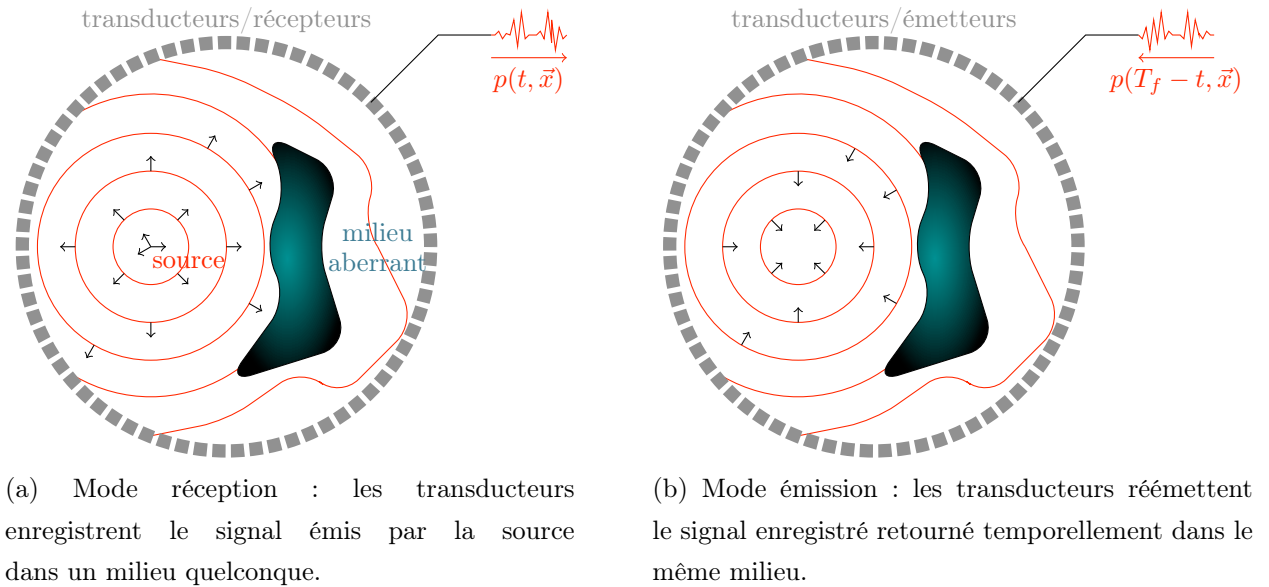 transducteurs/récepteurs
p(t, x⃗)
source
milieu
aberrant
(a) Mode réception : les transducteurs
enregistrent le signal émis par la source
dans un milieu quelconque.
transducteurs/émetteurs
p(T_f − t, x⃗)
(b) Mode émission : les transducteurs réémettent
le signal enregistré retourné temporellement dans le
même milieu.